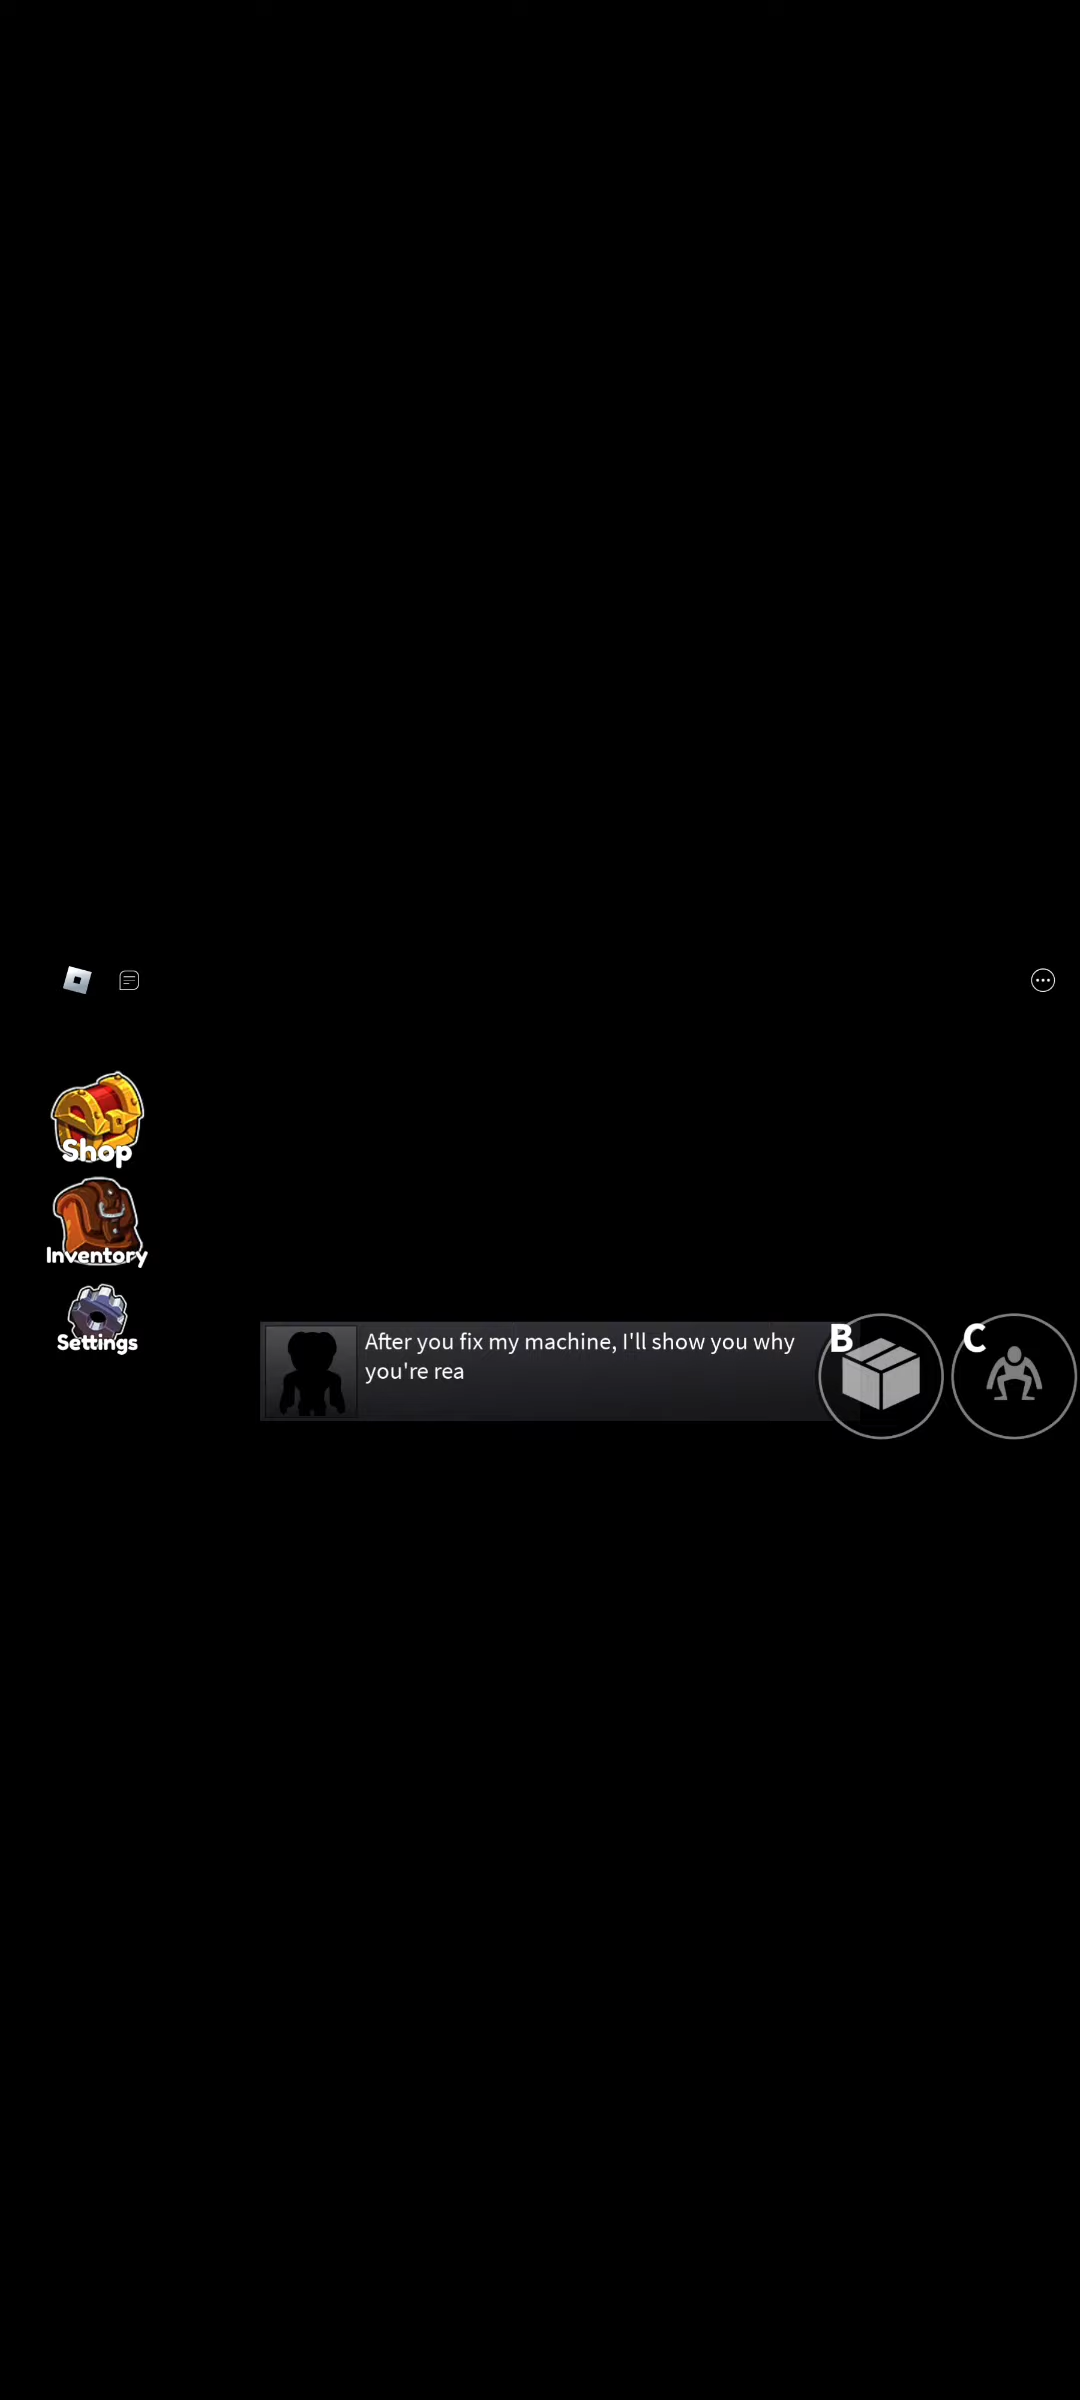 Shop
Inventory
Settings
After you fix my machine, I'll show you why
you're rea
B
C